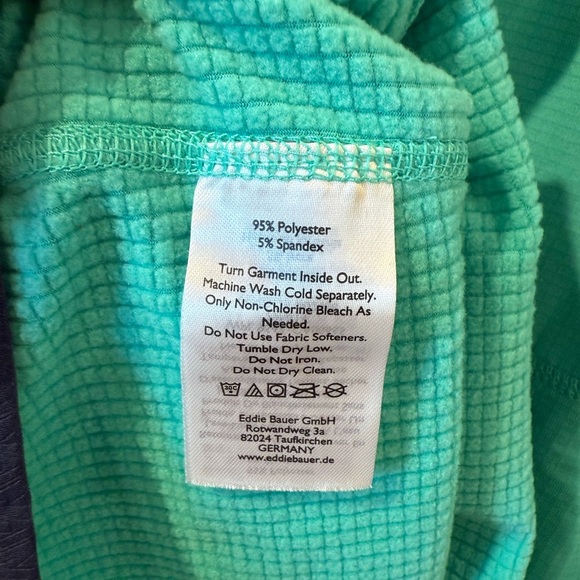 95% Polyester
5% Spandex
Turn Garment Inside Out.
Machine Wash Cold Separately.
Only Non-Chlorine Bleach As
Needed.
Do Not Use Fabric Softeners.
Tumble Dry Low.
Do Not Iron.
Do Not Dry Clean.
30C
Eddie Bauer GmbH
Rotwandweg 3a
82024 Taufkirchen
GERMANY
www.eddiebauer.de